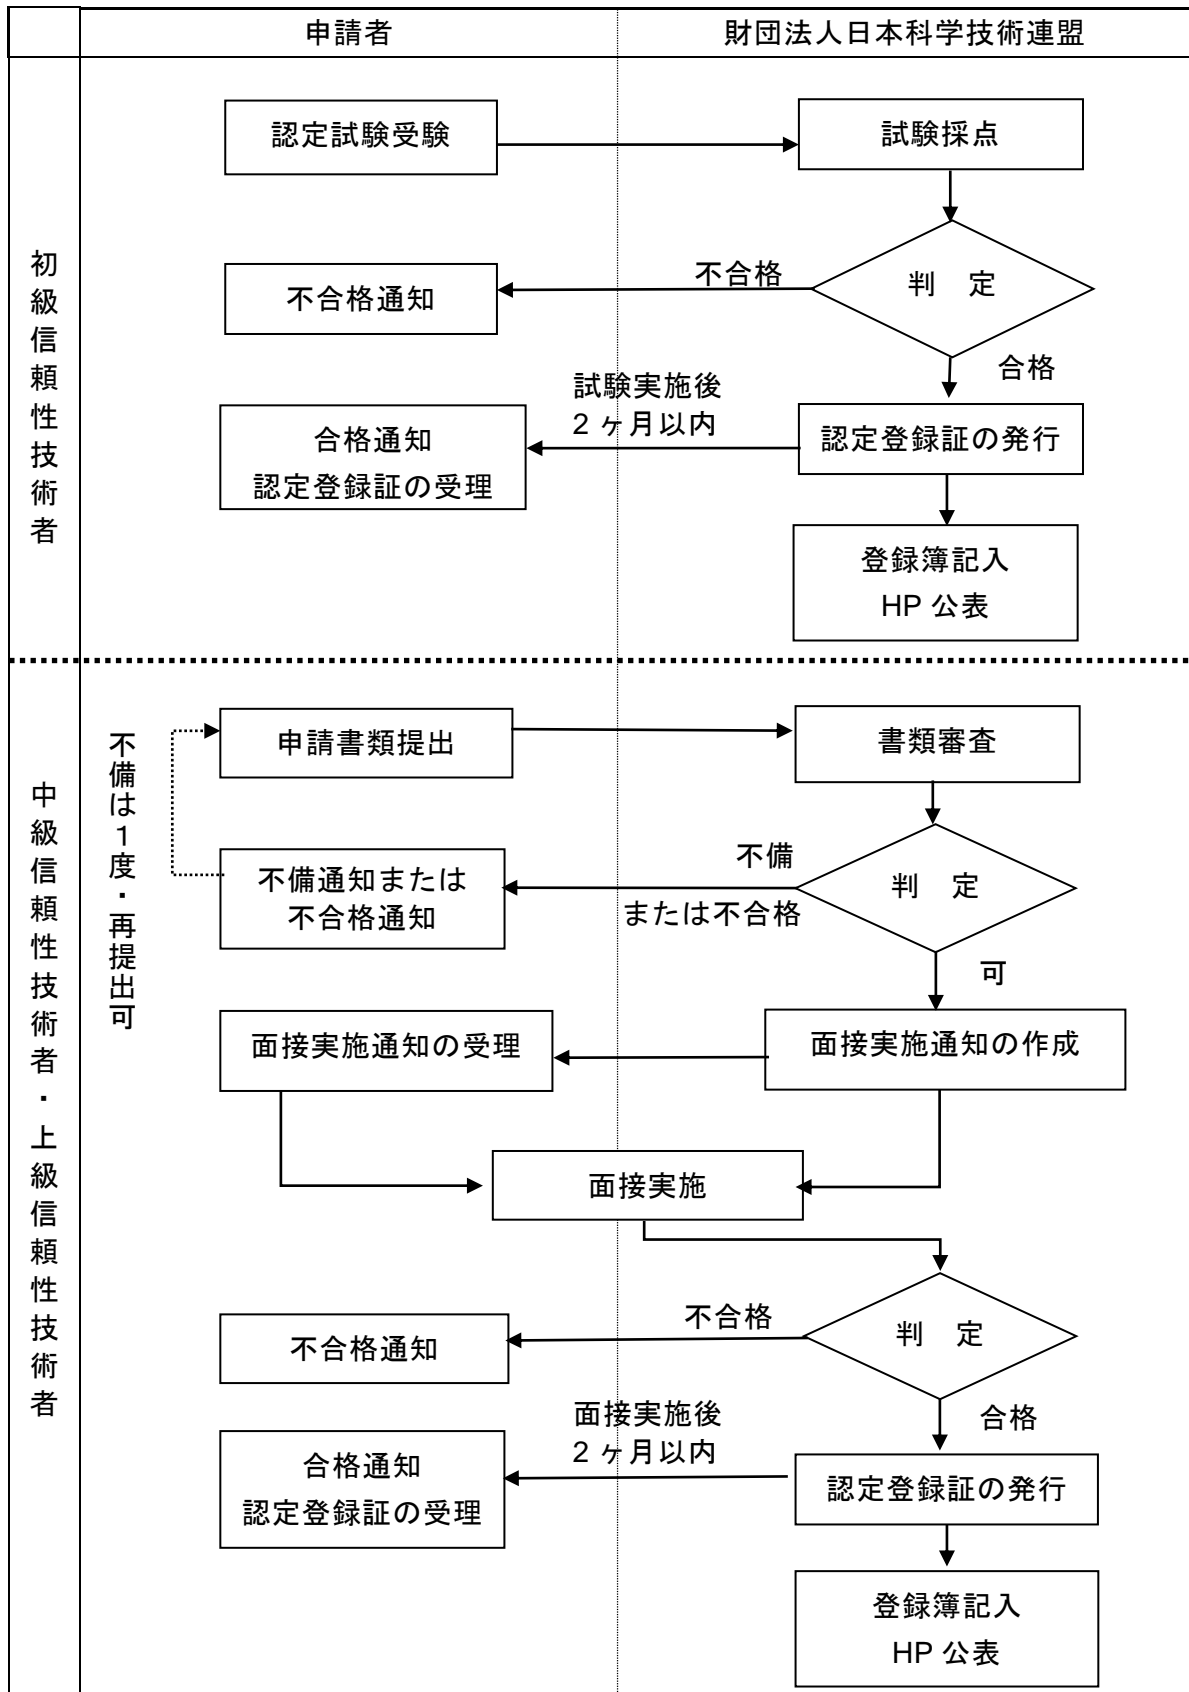 申請者
財団法人日本科学技術連盟
初級信頼性技術者
認定試験受験
試験採点
判　定
不合格
不合格通知
合格
試験実施後
2 ヶ月以内
認定登録証の発行
合格通知
認定登録証の受理
登録簿記入
HP 公表
中級信頼性技術者・上級信頼性技術者
不備は1度・再提出可
申請書類提出
書類審査
判　定
不備
または不合格
不備通知または
不合格通知
可
面接実施通知の受理
面接実施通知の作成
面接実施
判　定
不合格
不合格通知
合格
面接実施後
2 ヶ月以内
認定登録証の発行
合格通知
認定登録証の受理
登録簿記入
HP 公表